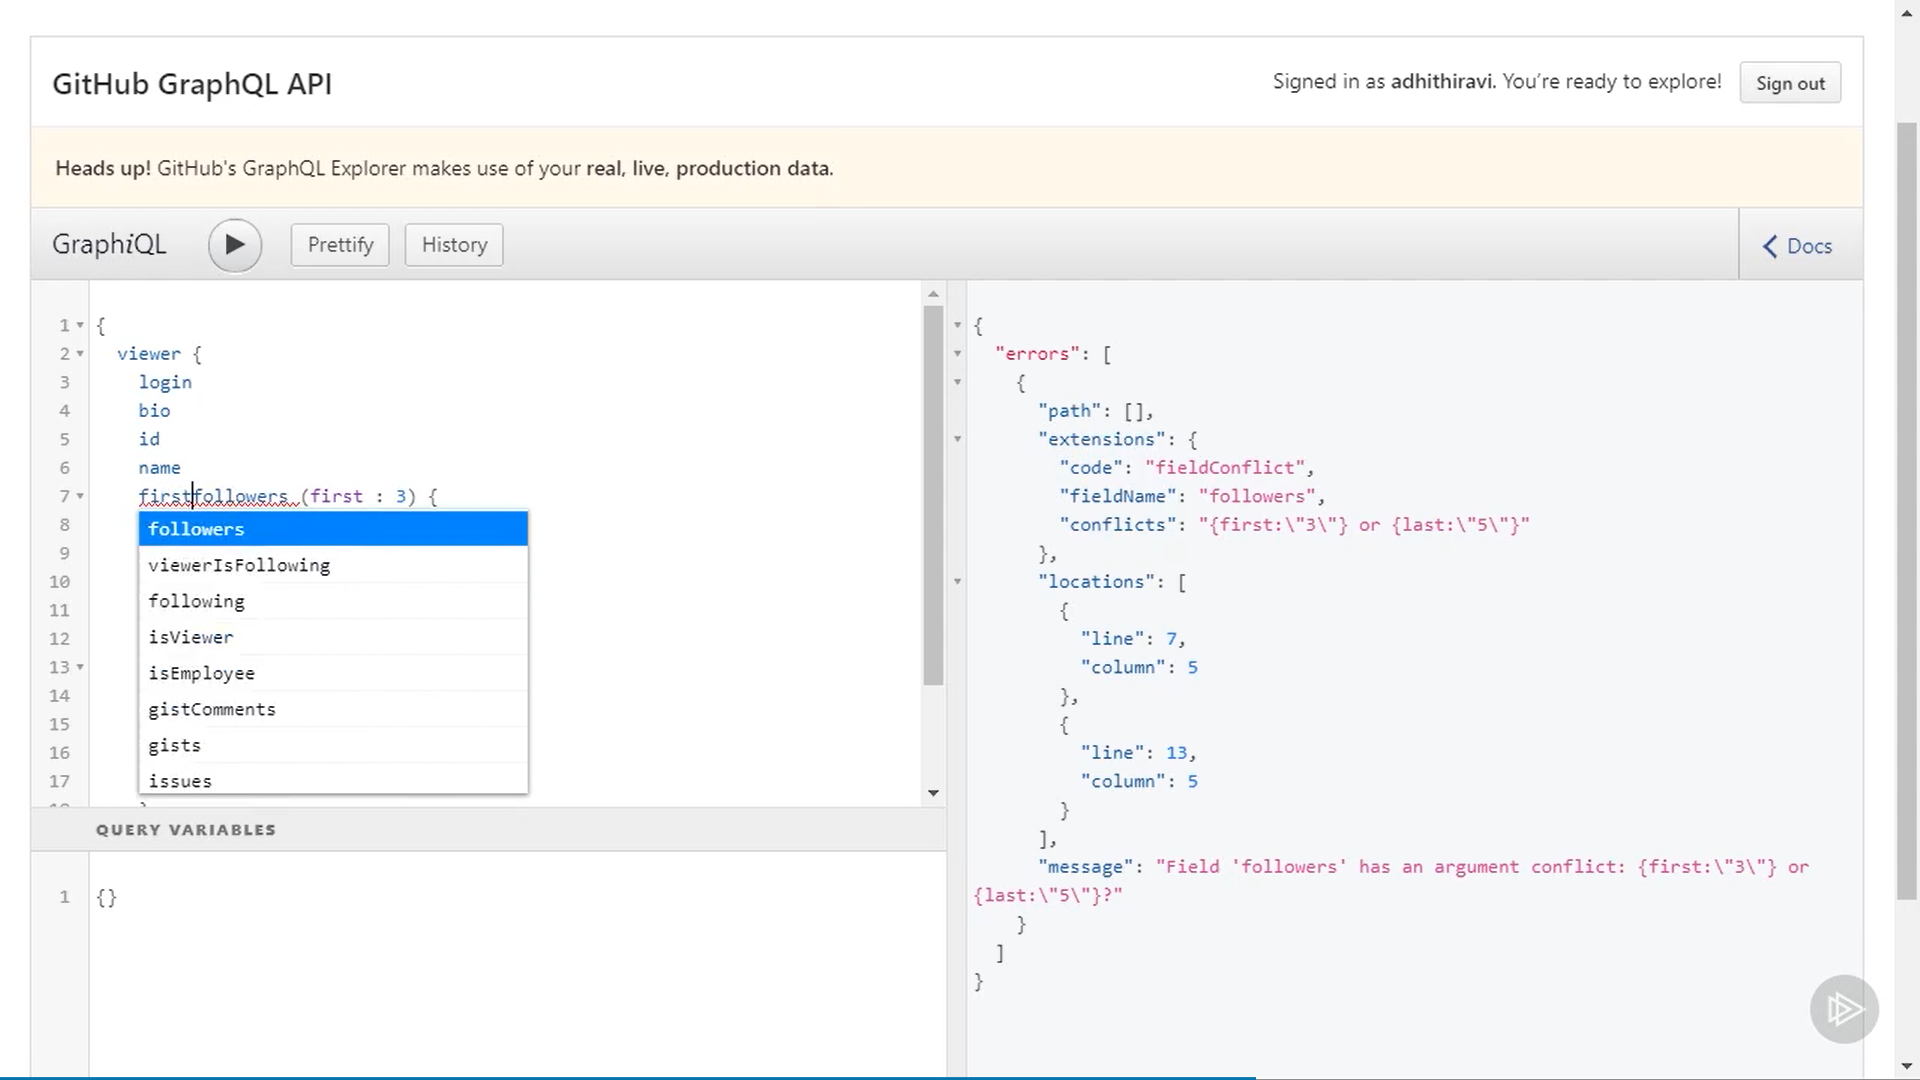 GitHub GraphQL API
Signed in as adhithiravi. You're ready to explore!
Sign out
Heads up! GitHub's GraphQL Explorer makes use of your real, live, production data.
GraphiQL
Prettify
History
Docs
1 {
2 viewer {
3 login
4 bio
5 id
6 name
7 firstfollowers (first : 3) {
8
9
10
11
12
13
14
15
16
17
followers
viewerIsFollowing
following
isViewer
isEmployee
gistComments
gists
issues
QUERY VARIABLES
1 {}
{
"errors": [
{
"path": [],
"extensions": {
"code": "fieldConflict",
"fieldName": "followers",
"conflicts": "{first:\"3\"} or {last:\"5\"}"
},
"locations": [
{
"line": 7,
"column": 5
},
{
"line": 13,
"column": 5
}
],
"message": "Field 'followers' has an argument conflict: {first:\"3\"} or
{last:\"5\"}?"
}
]
}